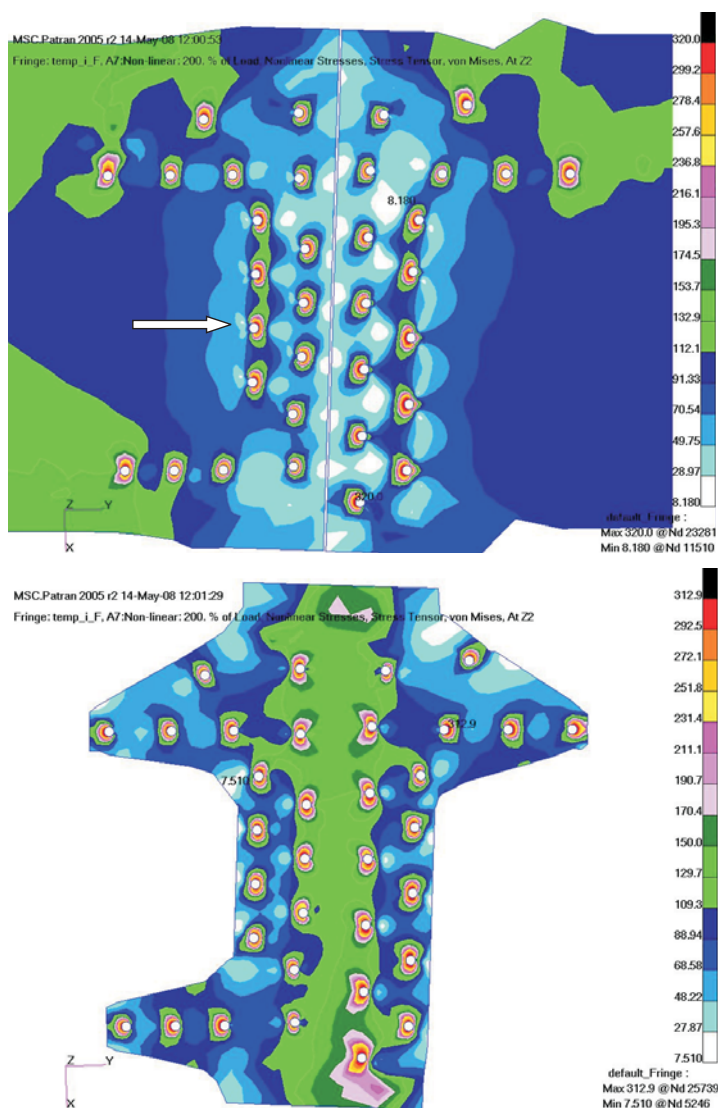 MSC.Patran 2005 r2 14-May-08 12:00:53
Fringe: temp_i_F, A7:Non-linear: 200. % of Load, Nonlinear Stresses, Stress Tensor, von Mises, At Z2
320.0
299.2
278.4
257.6
236.8
216.1
195.3
174.5
153.7
132.9
112.1
91.33
70.54
49.75
28.97
8.180
8.180
320.0
Z Y
X
default_Fringe :
Max 320.0 @Nd 23281
Min 8.180 @Nd 11510
MSC.Patran 2005 r2 14-May-08 12:01:29
Fringe: temp_i_F, A7:Non-linear: 200. % of Load, Nonlinear Stresses, Stress Tensor, von Mises, At Z2
312.9
292.5
272.1
251.8
231.4
211.1
190.7
170.4
150.0
129.7
109.3
88.94
68.58
48.22
27.87
7.510
312.9
7.510
Z Y
X
default_Fringe :
Max 312.9 @Nd 25739
Min 7.510 @Nd 5246